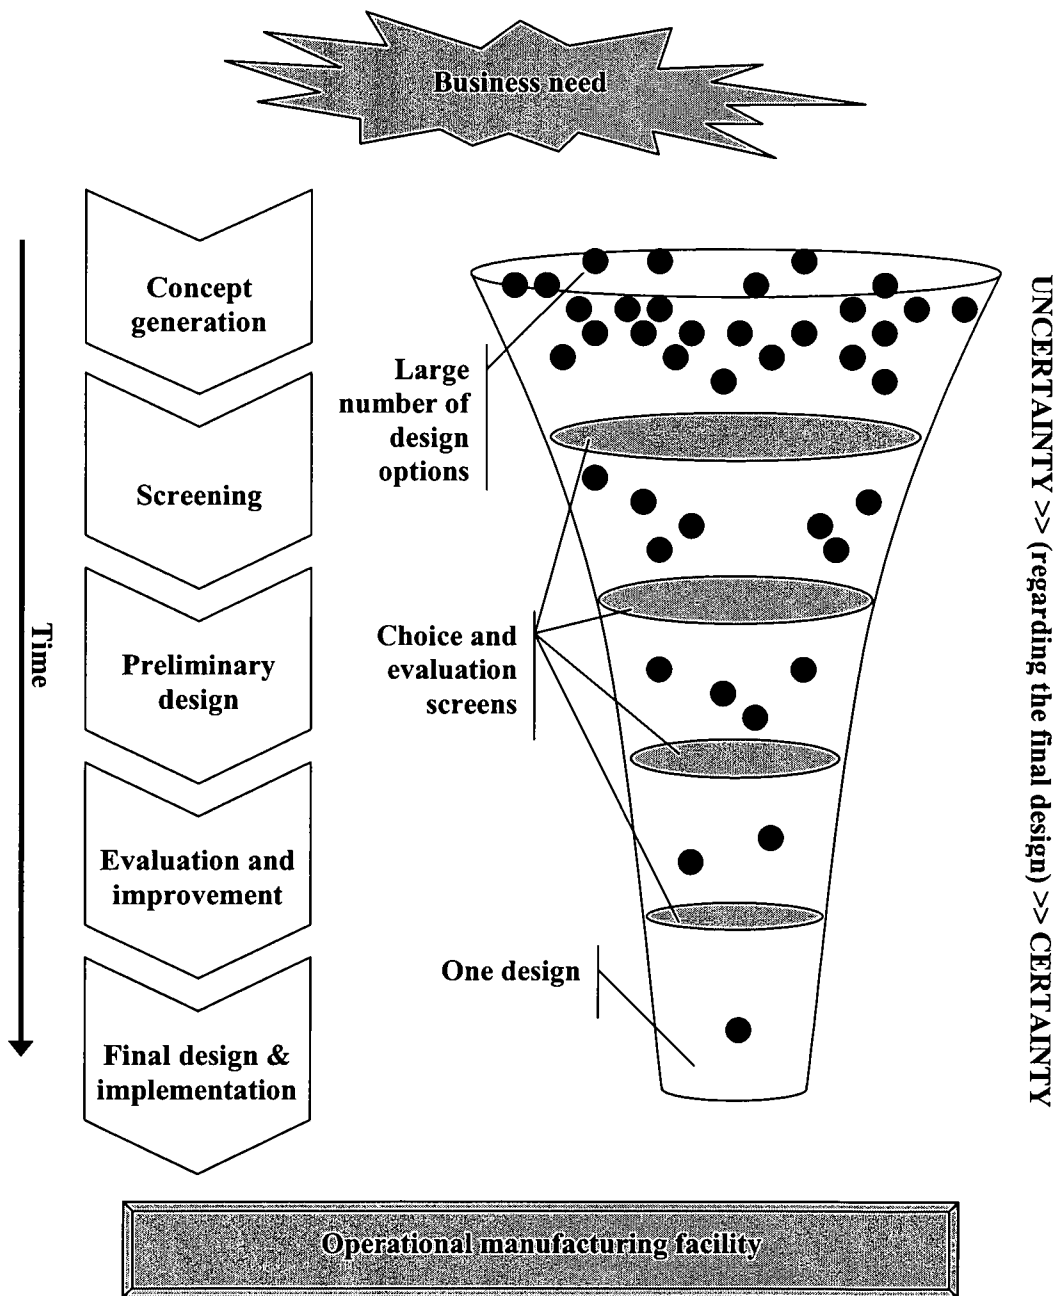 Business need
Concept
generation
Large
number of
design
options
Screening
Choice and
evaluation
screens
Preliminary
design
Evaluation and
improvement
One design
Final design &
implementation
Time
UNCERTAINTY >> (regarding the final design) >> CERTAINTY
Operational manufacturing facility